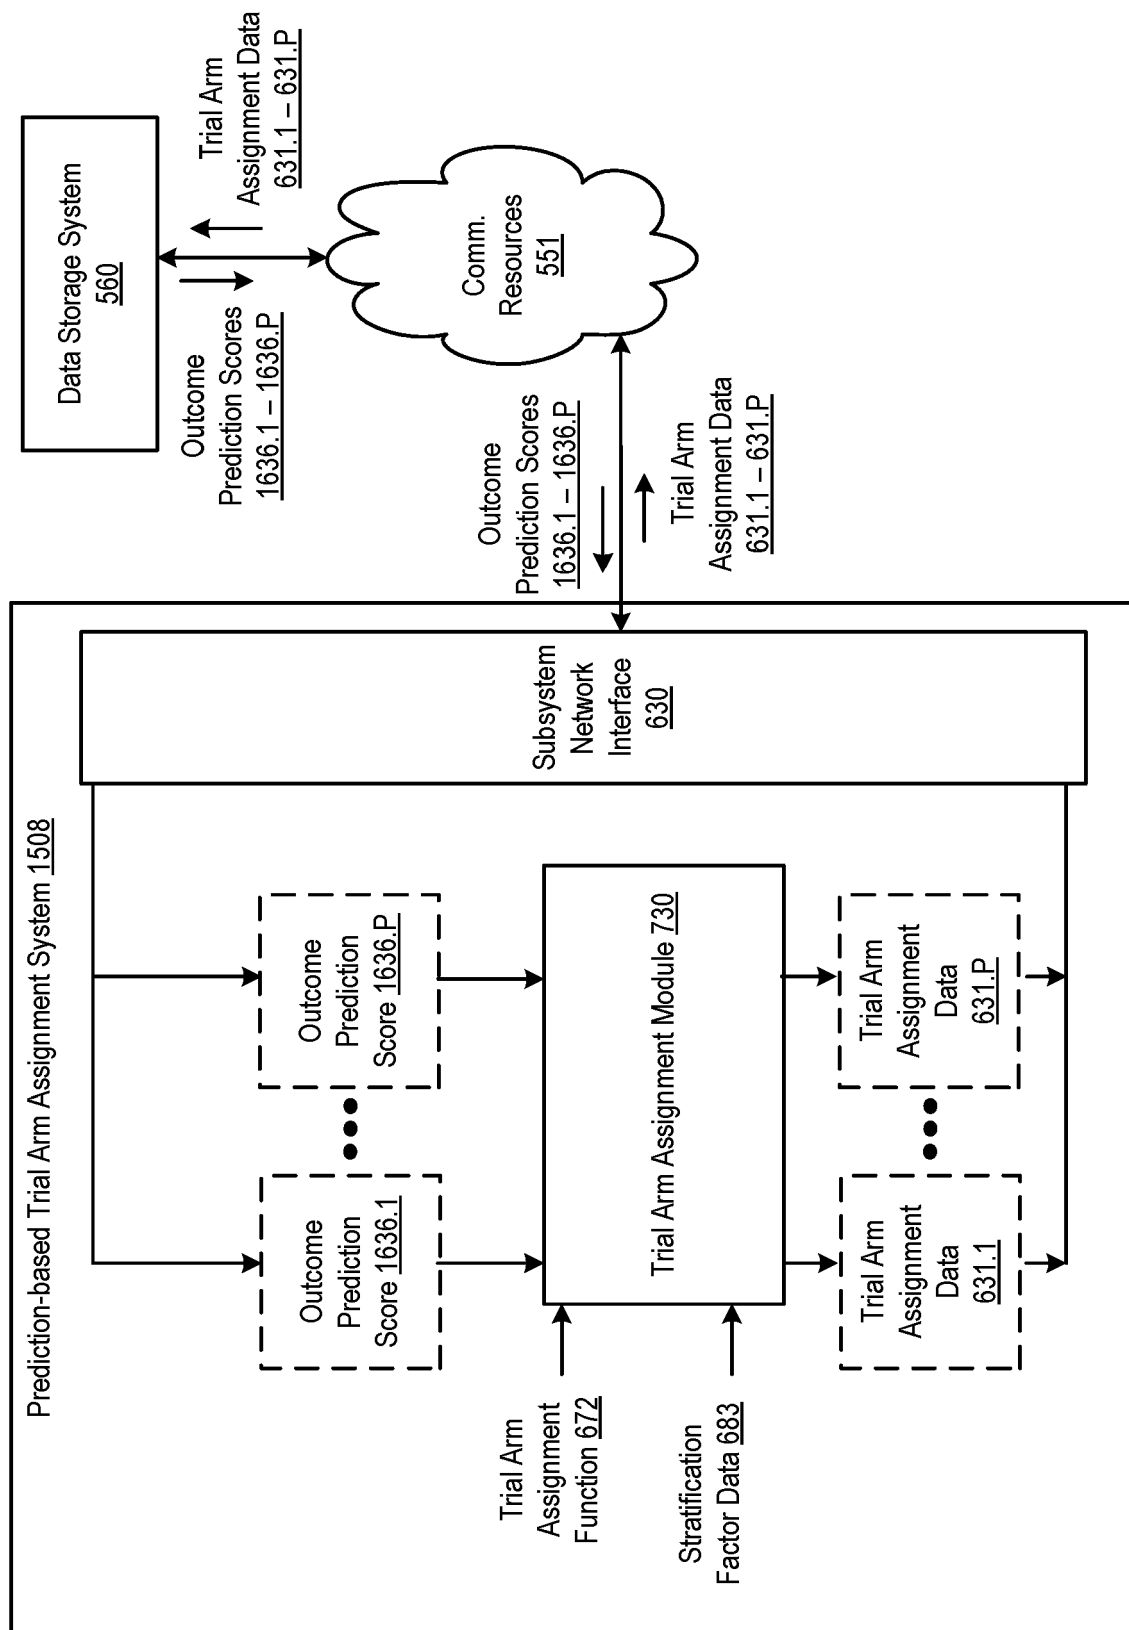 Prediction-based Trial Arm Assignment System 1508
Outcome
Prediction
Score 1636.1
Outcome
Prediction
Score 1636.P
Trial Arm
Assignment
Function 672
Stratification
Factor Data 683
Trial Arm Assignment Module 730
Trial Arm
Assignment
Data
631.1
Trial Arm
Assignment
Data
631.P
Subsystem
Network
Interface
630
Outcome
Prediction Scores
1636.1 – 1636.P
Trial Arm
Assignment Data
631.1 – 631.P
Comm.
Resources
551
Outcome
Prediction Scores
1636.1 – 1636.P
Trial Arm
Assignment Data
631.1 – 631.P
Data Storage System
560